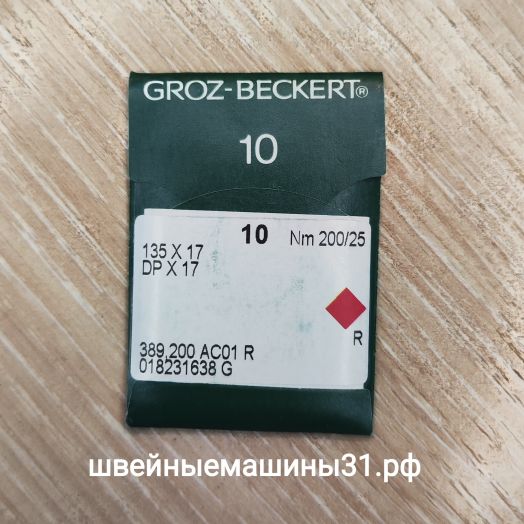 GROZ-BECKERT®
10
10 Nm 200/25
135 X 17
DP X 17
R
389,200 AC01 R
018231638 G
швейныемашины31.рф